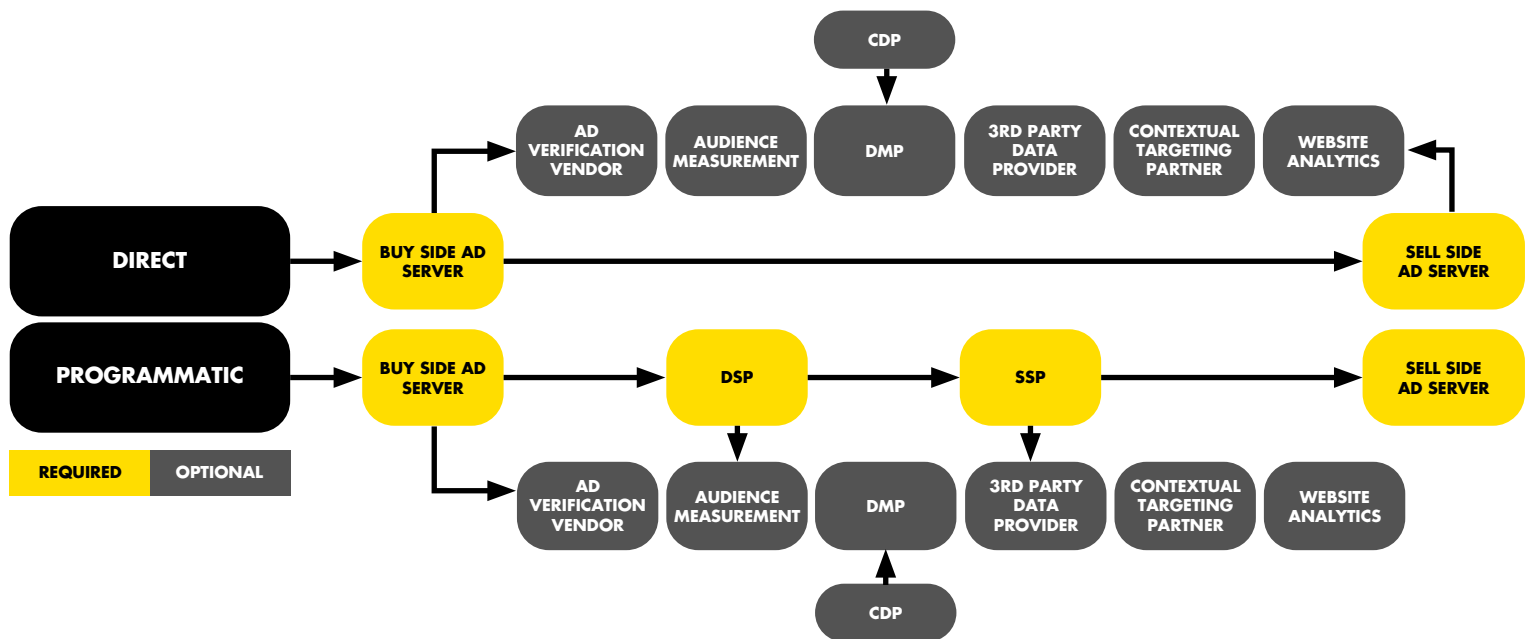 CDP
AD
VERIFICATION
VENDOR
AUDIENCE
MEASUREMENT
DMP
3RD PARTY
DATA
PROVIDER
CONTEXTUAL
TARGETING
PARTNER
WEBSITE
ANALYTICS
DIRECT
BUY SIDE AD
SERVER
SELL SIDE
AD SERVER
PROGRAMMATIC
BUY SIDE AD
SERVER
DSP
SSP
SELL SIDE
AD SERVER
REQUIRED
OPTIONAL
AD
VERIFICATION
VENDOR
AUDIENCE
MEASUREMENT
DMP
3RD PARTY
DATA
PROVIDER
CONTEXTUAL
TARGETING
PARTNER
WEBSITE
ANALYTICS
CDP